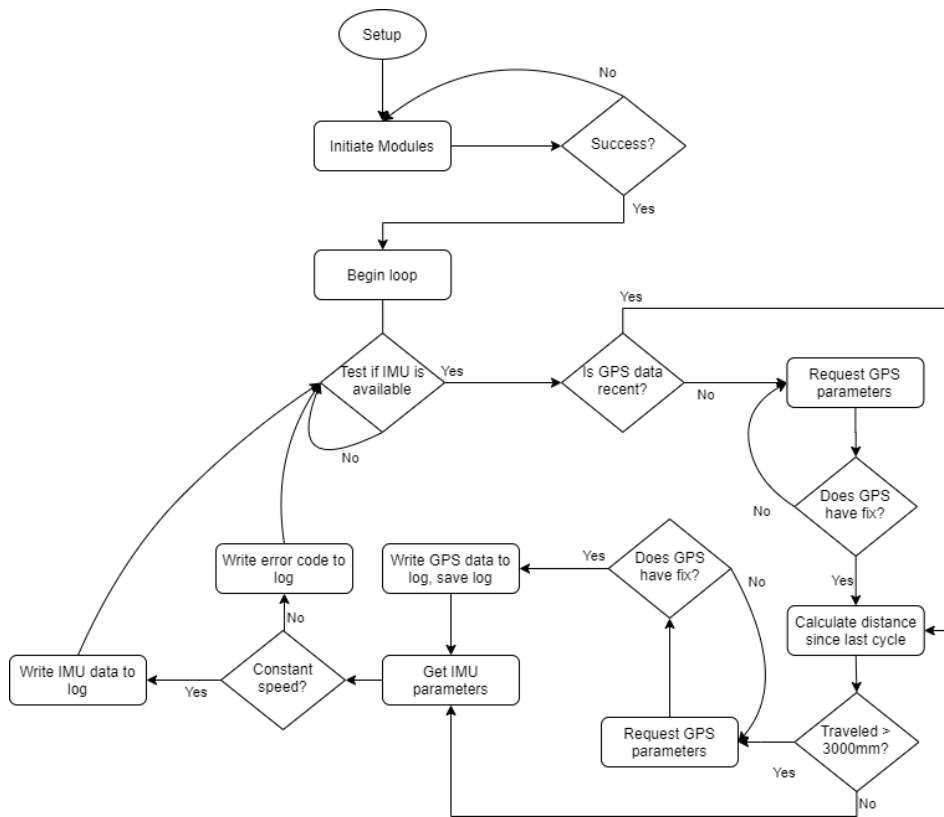 Setup
No
Initiate Modules
Success?
Yes
Begin loop
Yes
Test if IMU is
available
Yes
Is GPS data
recent?
No
Request GPS
parameters
No
No
Does GPS
have fix?
Write error code to
log
Write GPS data to
log, save log
Yes
Does GPS
have fix?
No
Yes
No
Calculate distance
since last cycle
Write IMU data to
log
Yes
Constant
speed?
Get IMU
parameters
Request GPS
parameters
Yes
Traveled >
3000mm?
No